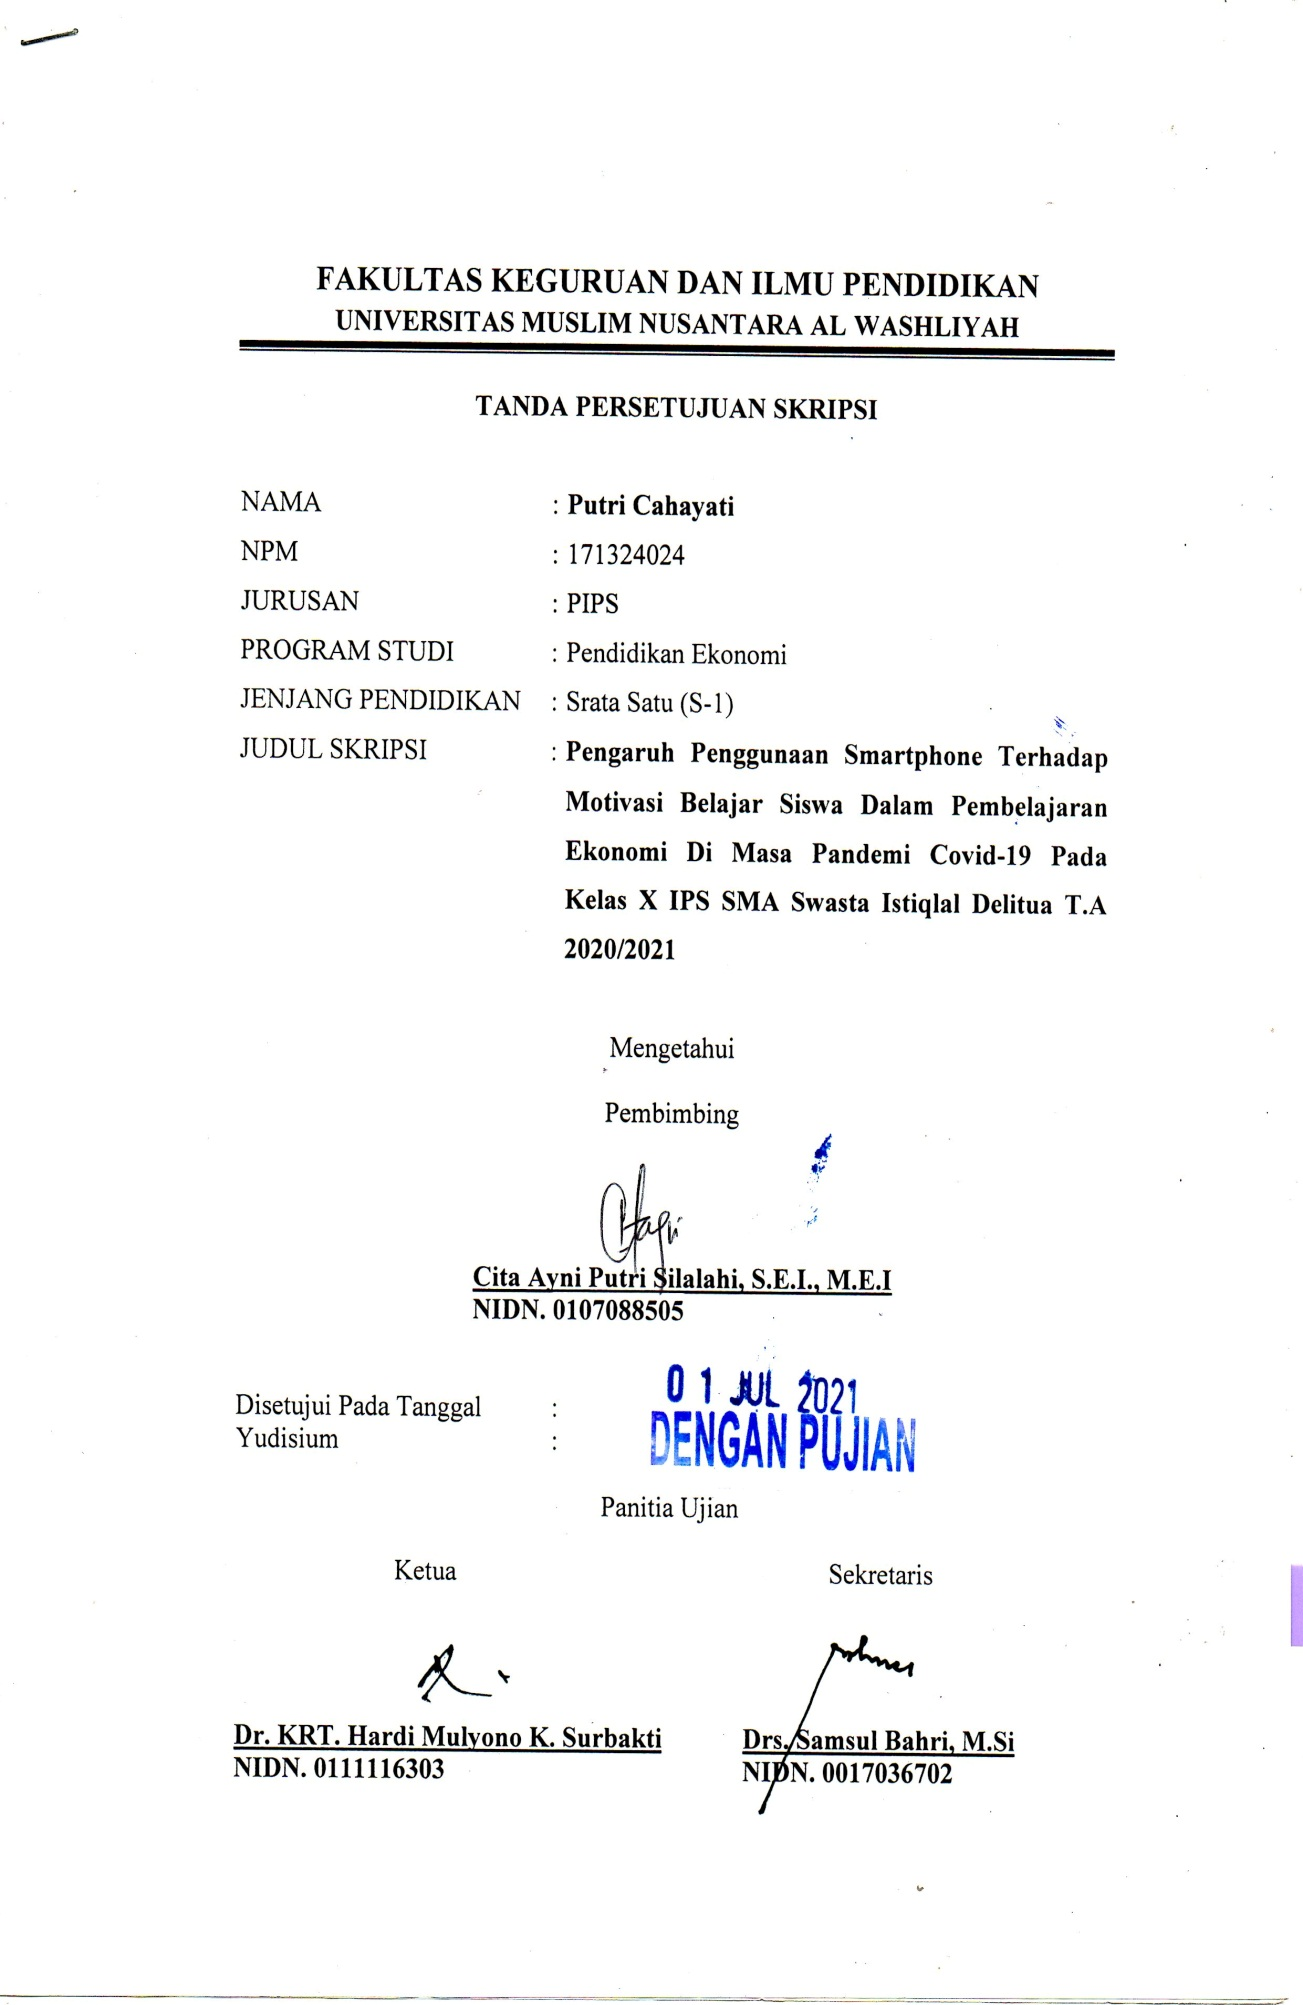 FAKULTAS KEGURUAN DAN ILMU PENDIDIKAN
UNIVERSITAS MUSLIM NUSANTARA AL WASHLIYAH
TANDA PERSETUJUAN SKRIPSI
NAMA : Putri Cahayati
NPM : 171324024
JURUSAN : PIPS
PROGRAM STUDI : Pendidikan Ekonomi
JENJANG PENDIDIKAN : Srata Satu (S-1)
JUDUL SKRIPSI : Pengaruh Penggunaan Smartphone Terhadap
Motivasi Belajar Siswa Dalam Pembelajaran
Ekonomi Di Masa Pandemi Covid-19 Pada
Kelas X IPS SMA Swasta Istiqlal Delitua T.A
2020/2021
Mengetahui
Pembimbing
Cita Ayni Putri Silalahi, S.E.I., M.E.I
NIDN. 0107088505
Disetujui Pada Tanggal : 01 JUL 2021
Yudisium : DENGAN PUJIAN
Panitia Ujian
Ketua Sekretaris
Dr. KRT. Hardi Mulyono K. Surbakti Drs. Samsul Bahri, M.Si
NIDN. 0111116303 NIDN. 0017036702